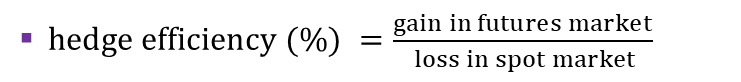 ▪ hedge efficiency (%) = gain in futures market
loss in spot market